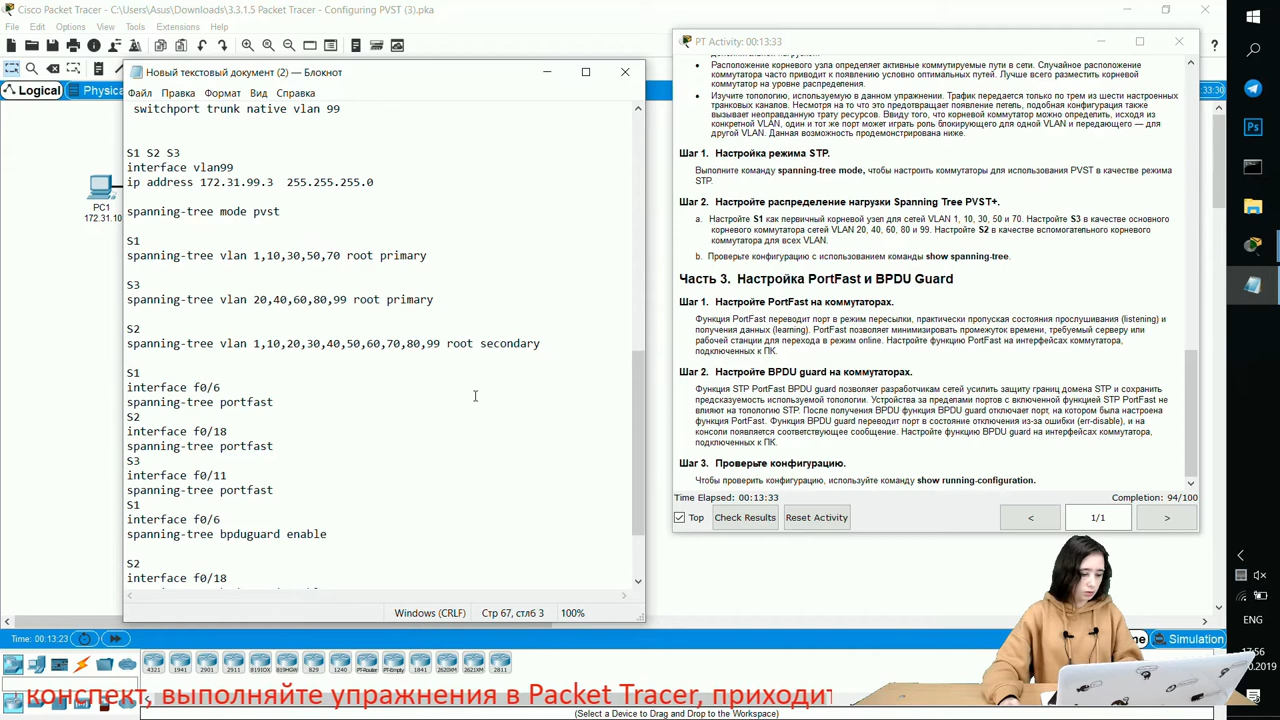 Cisco Packet Tracer - C:\Users\Asus\Downloads\3.3.1.5 Packet Tracer - Configuring PVST (3).pka
File Edit Options View Tools Extensions Help
Logical
PC1
172.31.10
Новый текстовый документ (2) — Блокнот
Файл Правка Формат Вид Справка
switchport trunk native vlan 99
S1 S2 S3
interface vlan99
ip address 172.31.99.3 255.255.255.0
spanning-tree mode pvst
S1
spanning-tree vlan 1,10,30,50,70 root primary
S3
spanning-tree vlan 20,40,60,80,99 root primary
S2
spanning-tree vlan 1,10,20,30,40,50,60,70,80,99 root secondary
S1
interface f0/6
spanning-tree portfast
S2
interface f0/18
spanning-tree portfast
S3
interface f0/11
spanning-tree portfast
S1
interface f0/6
spanning-tree bpduguard enable
S2
interface f0/18
Windows (CRLF) Стр 67, стлб 3 100%
PT Activity: 00:13:33
Расположение корневого узла определяет активные коммутируемые пути в сети. Случайное расположение
коммутатора часто приводит к появлению условно оптимальных путей. Лучше всего разместить корневой
коммутатор на уровне распределения.
Изучите топологию, используемую в данном упражнении. Трафик передается только по трем из шести настроенных
транковых каналов. Несмотря на то что это предотвращает появление петель, подобная конфигурация также
вызывает неоправданную трату ресурсов. Ввиду того, что корневой коммутатор можно определить, исходя из
конкретной VLAN, один и тот же порт может играть роль блокирующего для одной VLAN и передающего — для
другой VLAN. Данная возможность продемонстрирована ниже.
Шаг 1. Настройка режима STP.
Выполните команду spanning-tree mode, чтобы настроить коммутаторы для использования PVST в качестве режима
STP.
Шаг 2. Настройте распределение нагрузки Spanning Tree PVST+.
a. Настройте S1 как первичный корневой узел для сетей VLAN 1, 10, 30, 50 и 70. Настройте S3 в качестве основного
корневого коммутатора сетей VLAN 20, 40, 60, 80 и 99. Настройте S2 в качестве вспомогательного корневого
коммутатора для всех VLAN.
b. Проверьте конфигурацию с использованием команды show spanning-tree.
Часть 3. Настройка PortFast и BPDU Guard
Шаг 1. Настройте PortFast на коммутаторах.
Функция PortFast переводит порт в режим пересылки, практически пропуская состояния прослушивания (listening) и
получения данных (learning). PortFast позволяет минимизировать промежуток времени, требуемый серверу или
рабочей станции для перехода в режим online. Настройте функцию PortFast на интерфейсах коммутатора,
подключенных к ПК.
Шаг 2. Настройте BPDU guard на коммутаторах.
Функция STP PortFast BPDU guard позволяет разработчикам сетей усилить защиту границ домена STP и сохранить
предсказуемость используемой топологии. Устройства за пределами портов с включенной функцией STP PortFast не
влияют на топологию STP. После получения BPDU функция BPDU guard отключает порт, на котором была настроена
функция PortFast. Функция BPDU guard переводит порт в состояние отключения из-за ошибки (err-disable), и на
консоли появляется соответствующее сообщение. Настройте функцию BPDU guard на интерфейсах коммутатора,
подключенных к ПК.
Шаг 3. Проверьте конфигурацию.
Чтобы проверить конфигурацию, используйте команду show running-configuration.
Time Elapsed: 00:13:33 Completion: 94/100
Top Check Results Reset Activity < 1/1 >
Time: 00:13:23
Simulation
4321 1941 2901 2911 819IOX 819HGW 829 1240 PT-Router PT-Empty 1841 2620XM 2621XM 2811
конспект, выполняйте упражнения в Packet Tracer, приходит
(Select a Device to Drag and Drop to the Workspace)
ENG
17:56